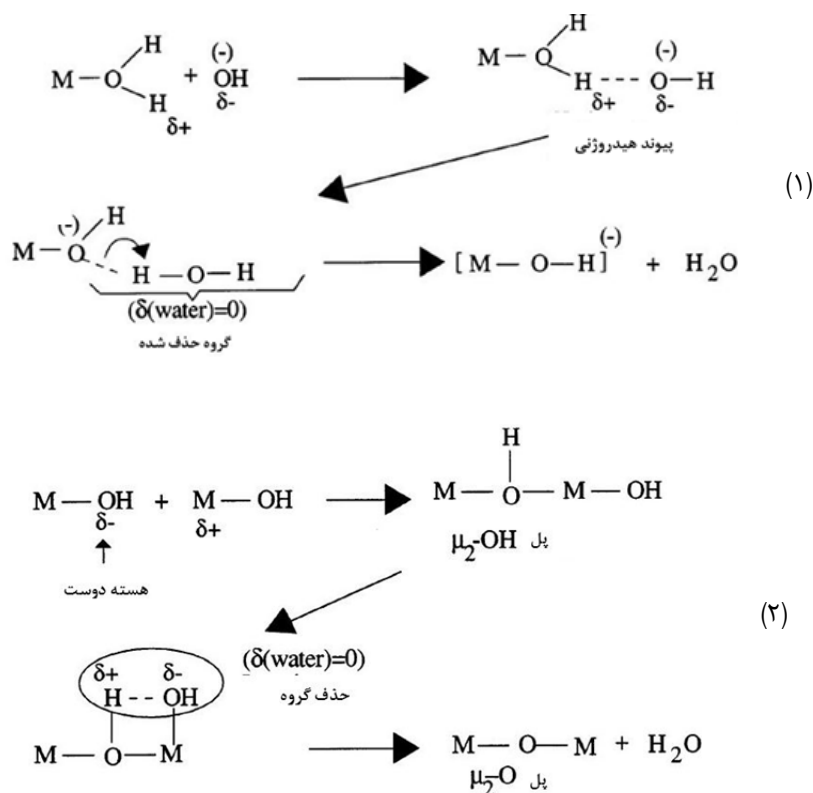 H
(-)
M — O + OH
H δ-
δ+
H
(-)
M — O
H --- O — H
δ+ δ-
پیوند هیدروژنی
(۱)
H
(-)
M — O
H — O — H
(δ(water)=0)
گروه حذف شده
[ M — O — H ](-) + H₂O
M — OH + M — OH
δ- δ+
هسته دوست
H
M — O — M — OH
پل μ₂-OH
(۲)
(δ(water)=0)
حذف گروه
δ+ δ-
H -- OH
M — O — M
M — O — M + H₂O
پل μ₂-O